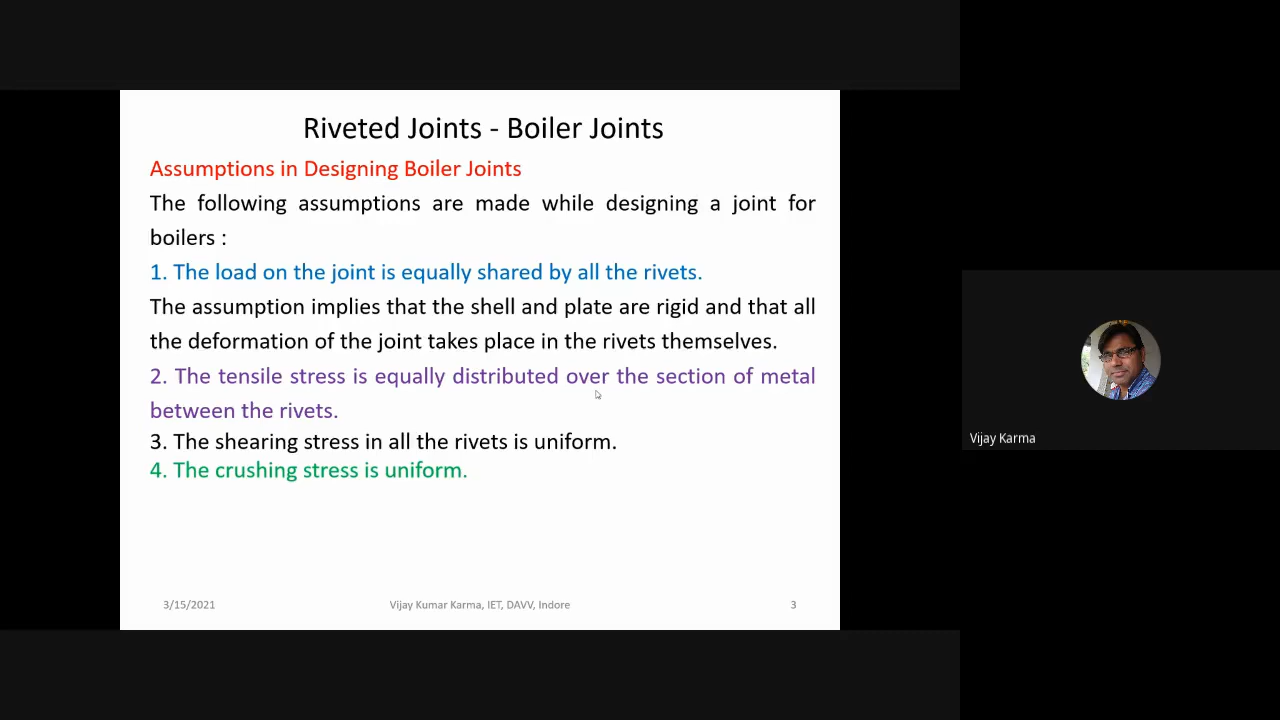 Riveted Joints - Boiler Joints
Assumptions in Designing Boiler Joints
The following assumptions are made while designing a joint for
boilers :
1. The load on the joint is equally shared by all the rivets.
The assumption implies that the shell and plate are rigid and that all
the deformation of the joint takes place in the rivets themselves.
2. The tensile stress is equally distributed over the section of metal
between the rivets.
3. The shearing stress in all the rivets is uniform.
4. The crushing stress is uniform.
3/15/2021
Vijay Kumar Karma, IET, DAVV, Indore
3
Vijay Karma